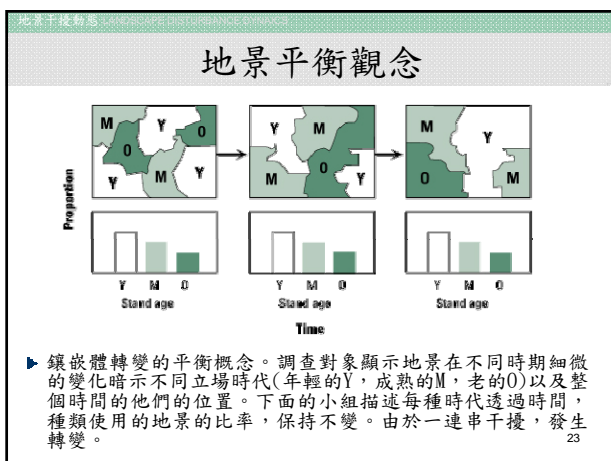 地景干擾動態 LANDSCAPE DISTURBANCE DYNAICS
地景平衡觀念
M
Y
O
O
Y
M
Y
Y
M
M
O
Y
M
Y
O
M
Proportion
Y M O
Stand age
Y M O
Stand age
Y M O
Stand age
Time
鑲嵌體轉變的平衡概念。調查對象顯示地景在不同時期細微
的變化暗示不同立場時代(年輕的Y，成熟的M，老的O)以及整
個時間的他們的位置。下面的小組描述每種時代透過時間，
種類使用的地景的比率，保持不變。由於一連串干擾，發生
轉變。
23